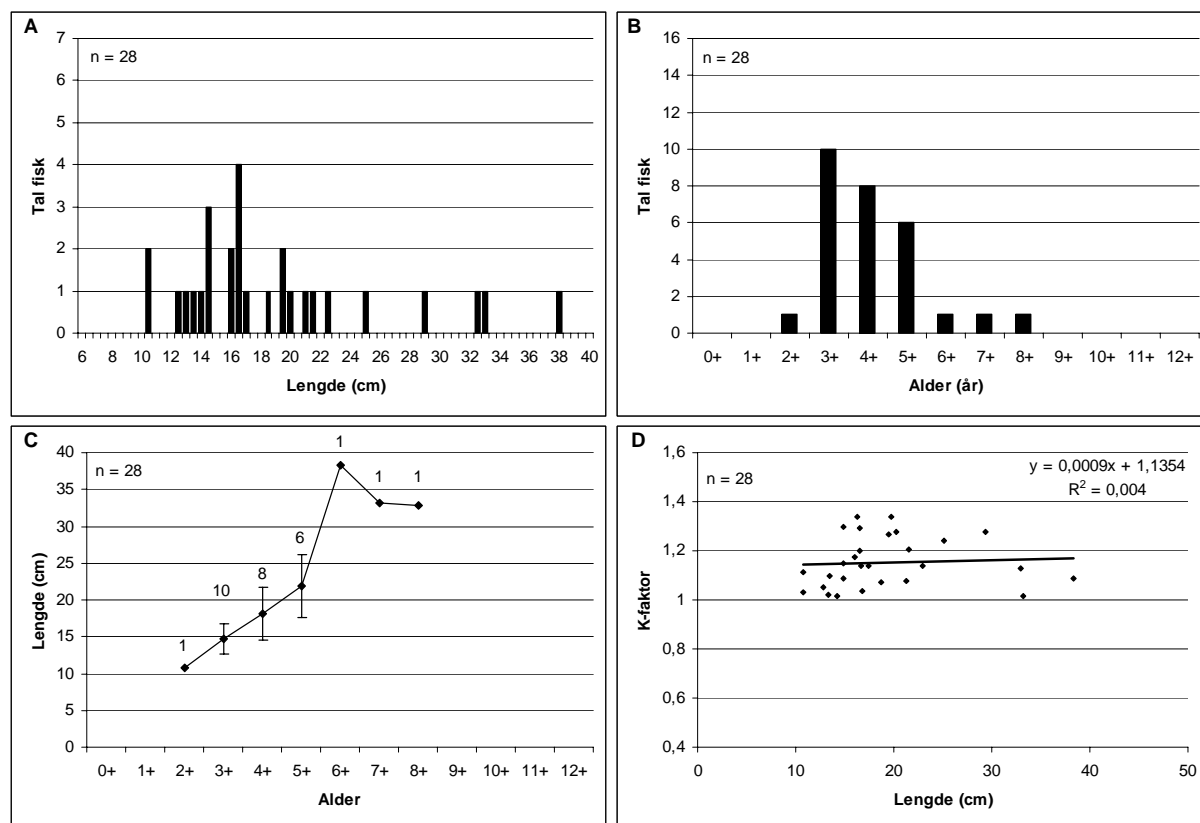 A
n = 28
Tal fisk
7
6
5
4
3
2
1
0
6 8 10 12 14 16 18 20 22 24 26 28 30 32 34 36 38 40
Lengde (cm)
B
n = 28
Tal fisk
16
14
12
10
8
6
4
2
0
0+ 1+ 2+ 3+ 4+ 5+ 6+ 7+ 8+ 9+ 10+ 11+ 12+
Alder (år)
C
n = 28
Lengde (cm)
40
35
30
25
20
15
10
5
0
1 10 8 6 1 1 1
0+ 1+ 2+ 3+ 4+ 5+ 6+ 7+ 8+ 9+ 10+ 11+ 12+
Alder
D
n = 28
y = 0,0009x + 1,1354
R² = 0,004
K-faktor
1,6
1,4
1,2
1
0,8
0,6
0,4
0 10 20 30 40 50
Lengde (cm)